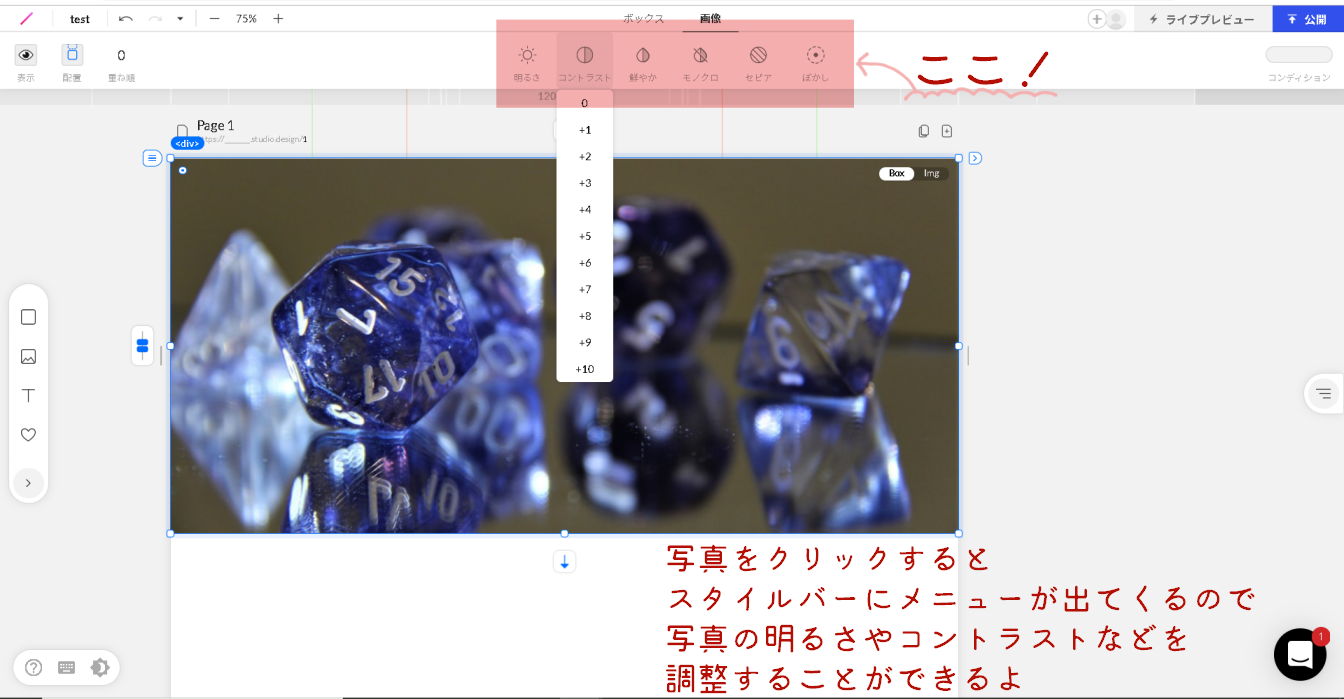 test
75%
ボックス
画像
ライブプレビュー
公開
表示
配置
0
重ね順
明るさ
コントラスト
鮮やか
モノクロ
セピア
ぼかし
ここ！
コンディション
120
0
+1
+2
+3
+4
+5
+6
+7
+8
+9
+10
Page 1
.studio.design/1
<div>
Box
Img
15
1
7
12
17
10
6
写真をクリックすると
スタイルバーにメニューが出てくるので
写真の明るさやコントラストなどを
調整することができるよ
1